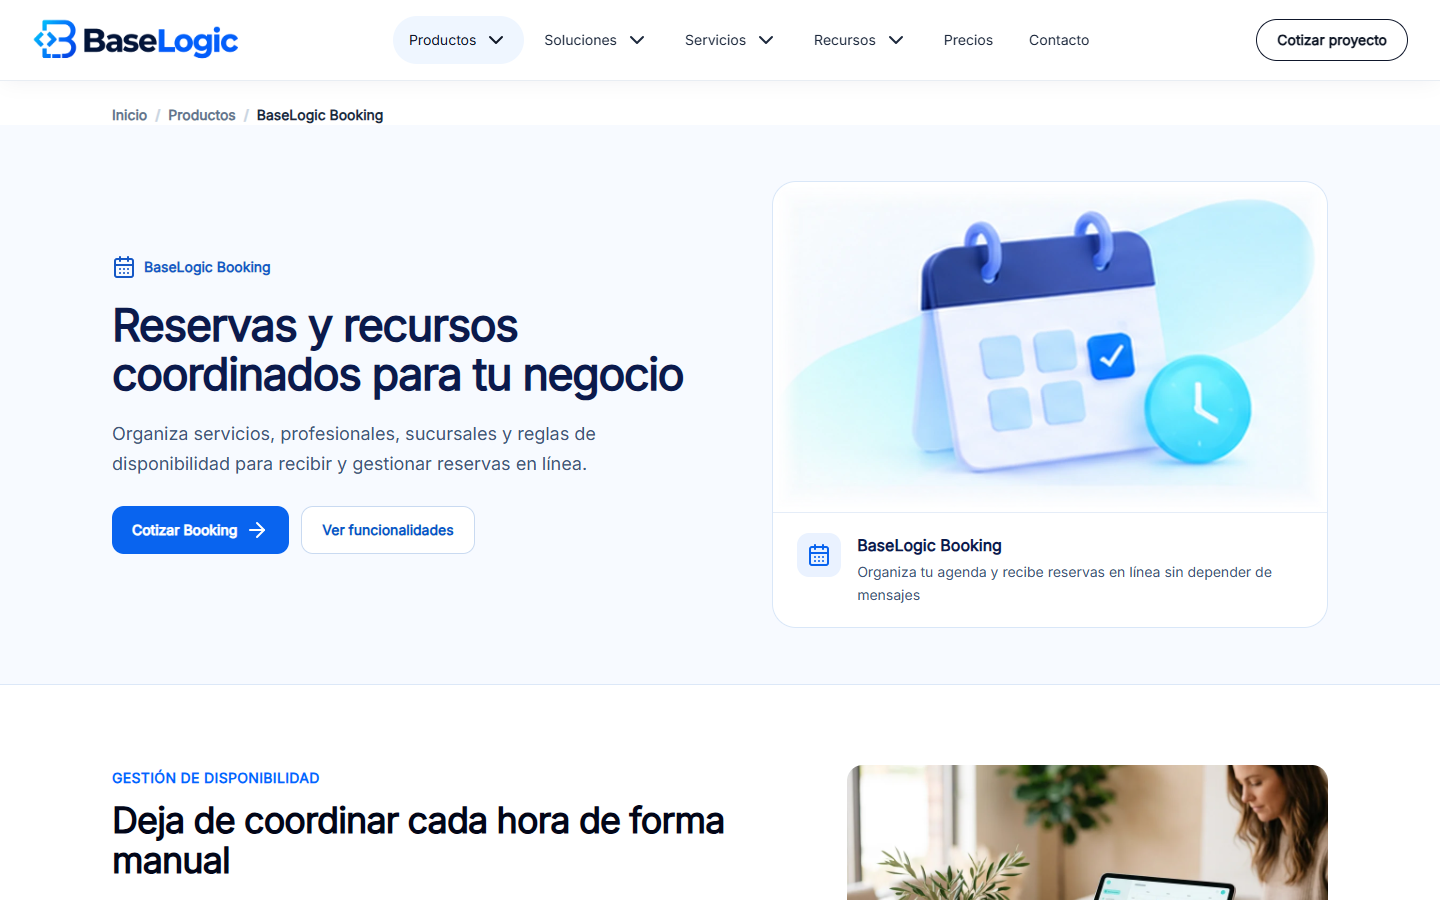 BaseLogic
Productos
Soluciones
Servicios
Recursos
Precios
Contacto
Cotizar proyecto
Inicio / Productos / BaseLogic Booking
BaseLogic Booking
Reservas y recursos
coordinados para tu negocio
Organiza servicios, profesionales, sucursales y reglas de
disponibilidad para recibir y gestionar reservas en línea.
Cotizar Booking
Ver funcionalidades
BaseLogic Booking
Organiza tu agenda y recibe reservas en línea sin depender de
mensajes
GESTIÓN DE DISPONIBILIDAD
Deja de coordinar cada hora de forma
manual